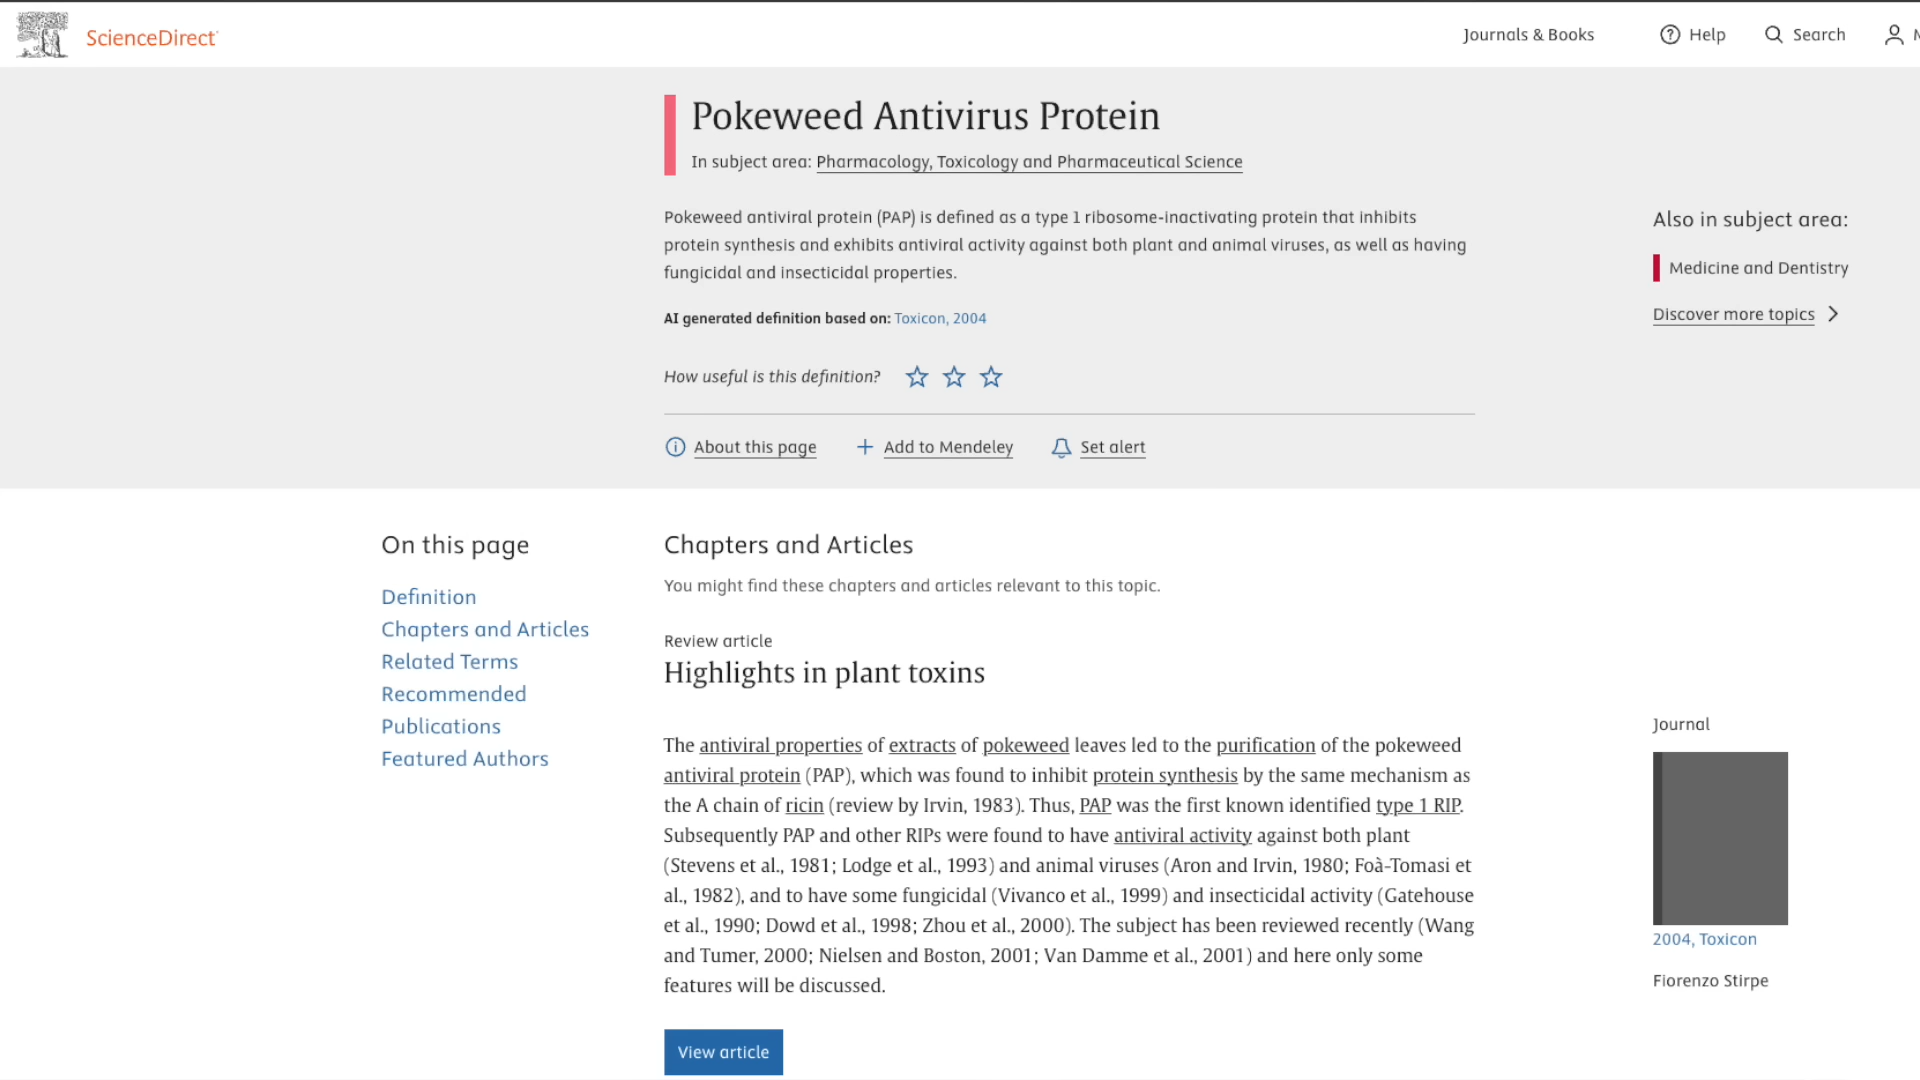 ScienceDirect
Journals & Books
Help
Search
Pokeweed Antivirus Protein
In subject area: Pharmacology, Toxicology and Pharmaceutical Science
Pokeweed antiviral protein (PAP) is defined as a type 1 ribosome-inactivating protein that inhibits
protein synthesis and exhibits antiviral activity against both plant and animal viruses, as well as having
fungicidal and insecticidal properties.
AI generated definition based on: Toxicon, 2004
How useful is this definition?
About this page
Add to Mendeley
Set alert
Also in subject area:
Medicine and Dentistry
Discover more topics
On this page
Definition
Chapters and Articles
Related Terms
Recommended
Publications
Featured Authors
Chapters and Articles
You might find these chapters and articles relevant to this topic.
Review article
Highlights in plant toxins
The antiviral properties of extracts of pokeweed leaves led to the purification of the pokeweed
antiviral protein (PAP), which was found to inhibit protein synthesis by the same mechanism as
the A chain of ricin (review by Irvin, 1983). Thus, PAP was the first known identified type 1 RIP.
Subsequently PAP and other RIPs were found to have antiviral activity against both plant
(Stevens et al., 1981; Lodge et al., 1993) and animal viruses (Aron and Irvin, 1980; Foà-Tomasi et
al., 1982), and to have some fungicidal (Vivanco et al., 1999) and insecticidal activity (Gatehouse
et al., 1990; Dowd et al., 1998; Zhou et al., 2000). The subject has been reviewed recently (Wang
and Tumer, 2000; Nielsen and Boston, 2001; Van Damme et al., 2001) and here only some
features will be discussed.
View article
Journal
2004, Toxicon
Fiorenzo Stirpe